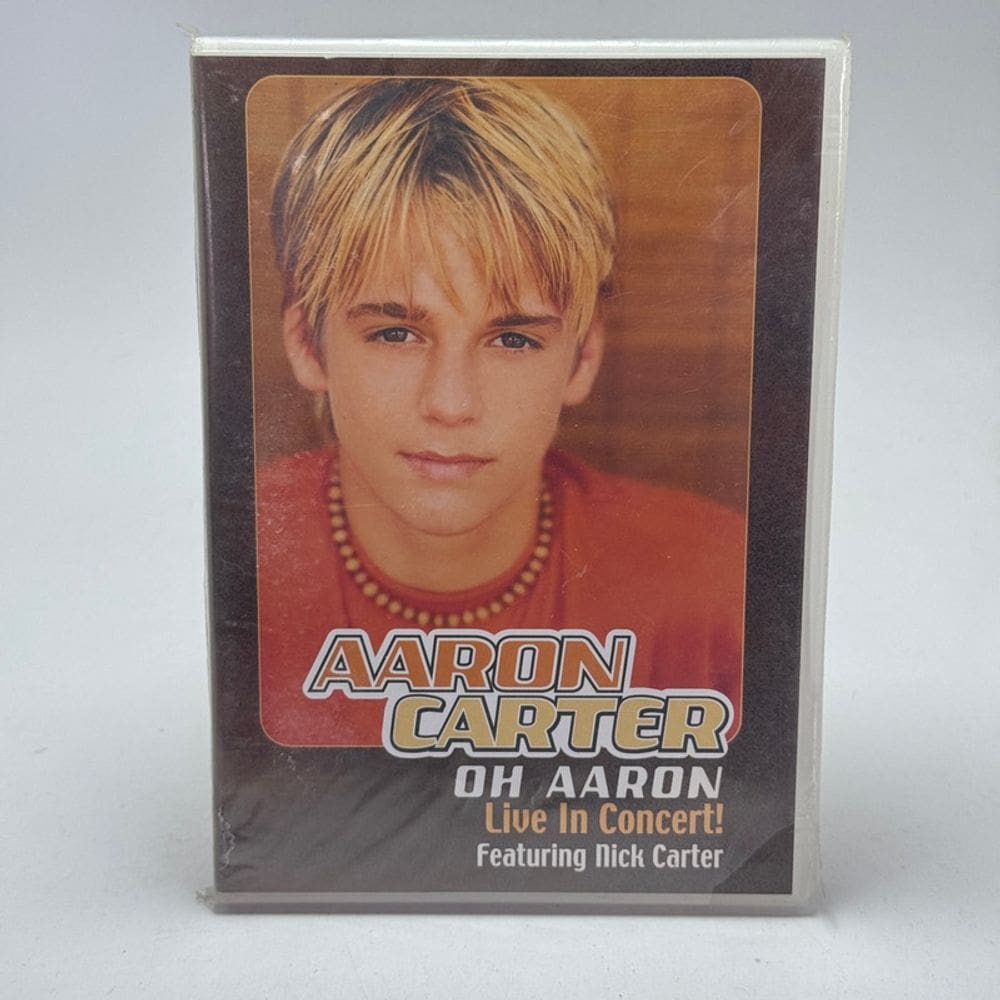 AARON
CARTER
OH AARON
Live In Concert!
Featuring Nick Carter